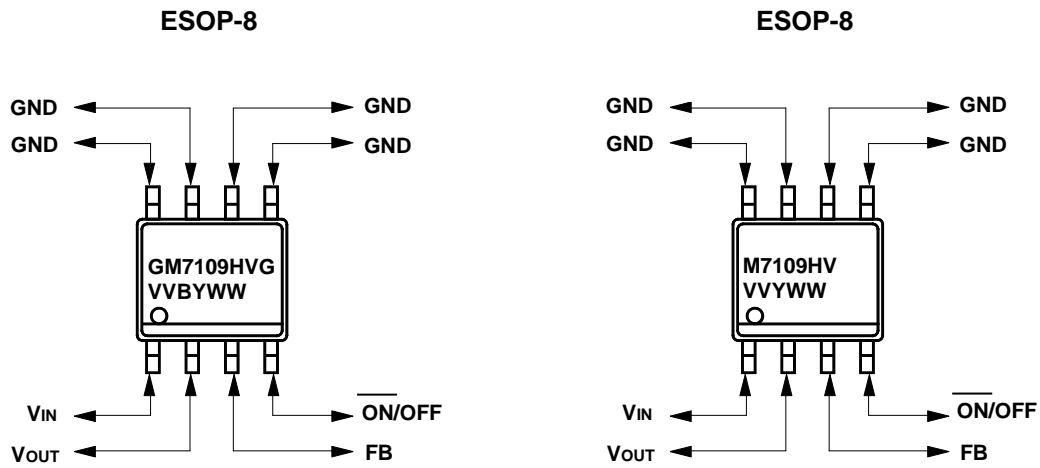 ESOP-8
GND
GND
GND
GND
GM7109HVG
VVBYWW
VIN
VOUT
ON/OFF
FB
ESOP-8
GND
GND
GND
GND
M7109HV
VVYWW
VIN
VOUT
ON/OFF
FB